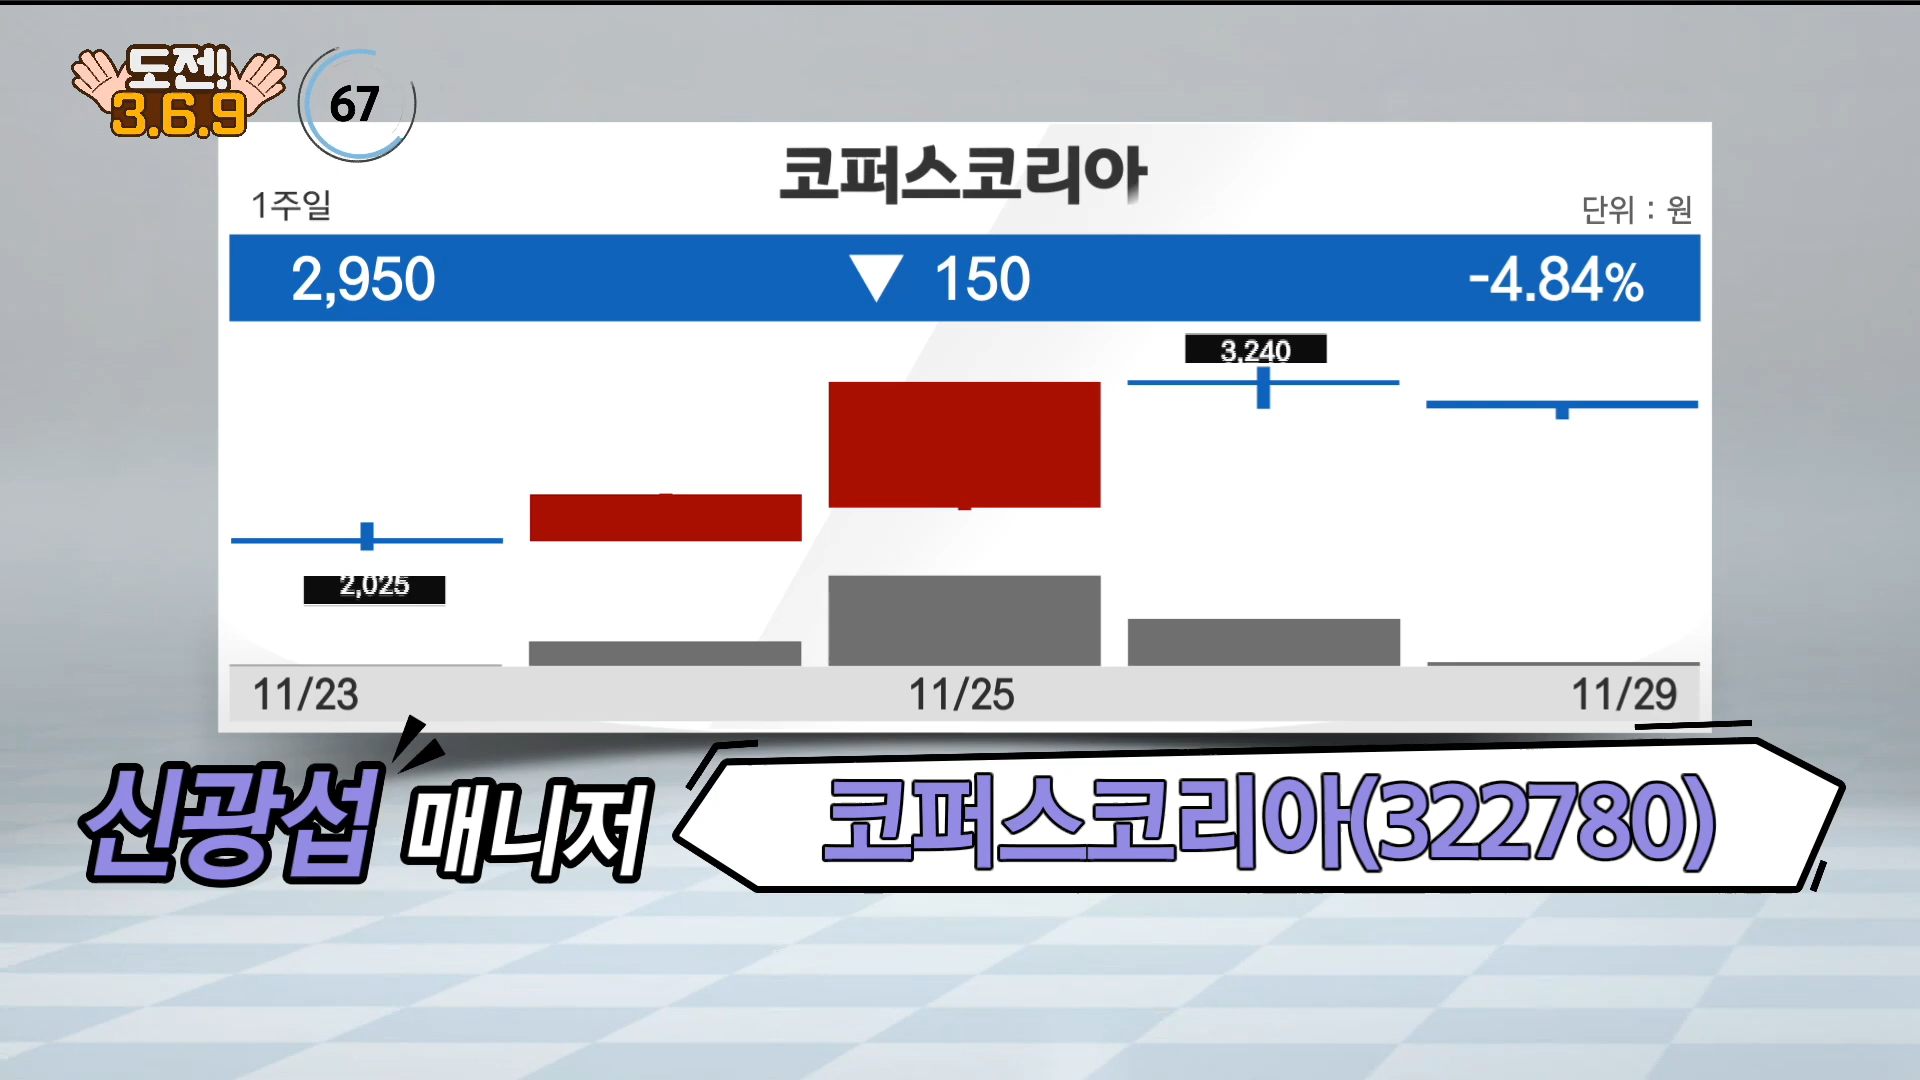 도젠!
3.6.9
67
코퍼스코리아
1주일
단위 : 원
2,950 ▼ 150 -4.84%
3,240
2,025
11/23 11/25 11/29
신광섭 매니저
코퍼스코리아(322780)